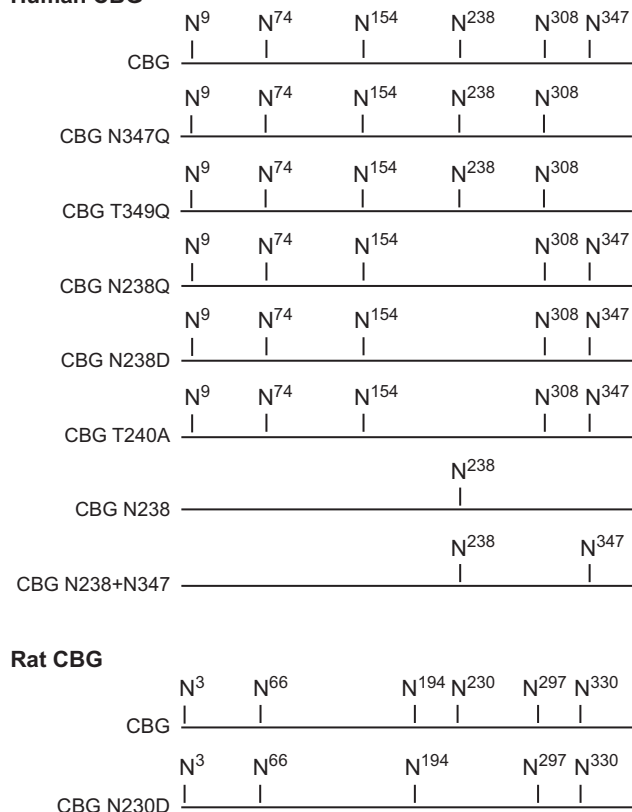 Human CBG
N⁹ N⁷⁴ N¹⁵⁴ N²³⁸ N³⁰⁸ N³⁴⁷
CBG
N⁹ N⁷⁴ N¹⁵⁴ N²³⁸ N³⁰⁸
CBG N347Q
N⁹ N⁷⁴ N¹⁵⁴ N²³⁸ N³⁰⁸
CBG T349Q
N⁹ N⁷⁴ N¹⁵⁴ N³⁰⁸ N³⁴⁷
CBG N238Q
N⁹ N⁷⁴ N¹⁵⁴ N³⁰⁸ N³⁴⁷
CBG N238D
N⁹ N⁷⁴ N¹⁵⁴ N³⁰⁸ N³⁴⁷
CBG T240A
N²³⁸
CBG N238
N²³⁸ N³⁴⁷
CBG N238+N347
Rat CBG
N³ N⁶⁶ N¹⁹⁴ N²³⁰ N²⁹⁷ N³³⁰
CBG
N³ N⁶⁶ N¹⁹⁴ N²⁹⁷ N³³⁰
CBG N230D